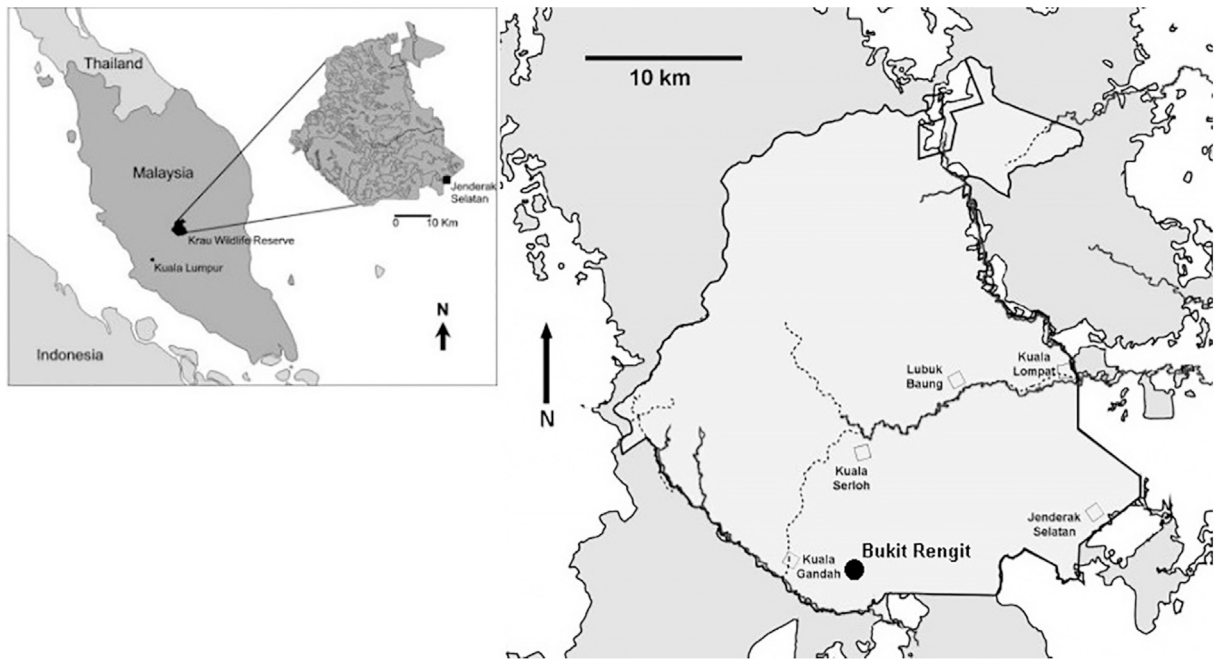 Thailand
Malaysia
Krau Wildlife Reserve
Kuala Lumpur
Indonesia
N
Jenderak
Selatan
0 10 Km
10 km
N
Lubuk
Baung
Kuala
Lompat
Kuala
Serloh
Jenderak
Selatan
Kuala
Gandah
Bukit Rengit